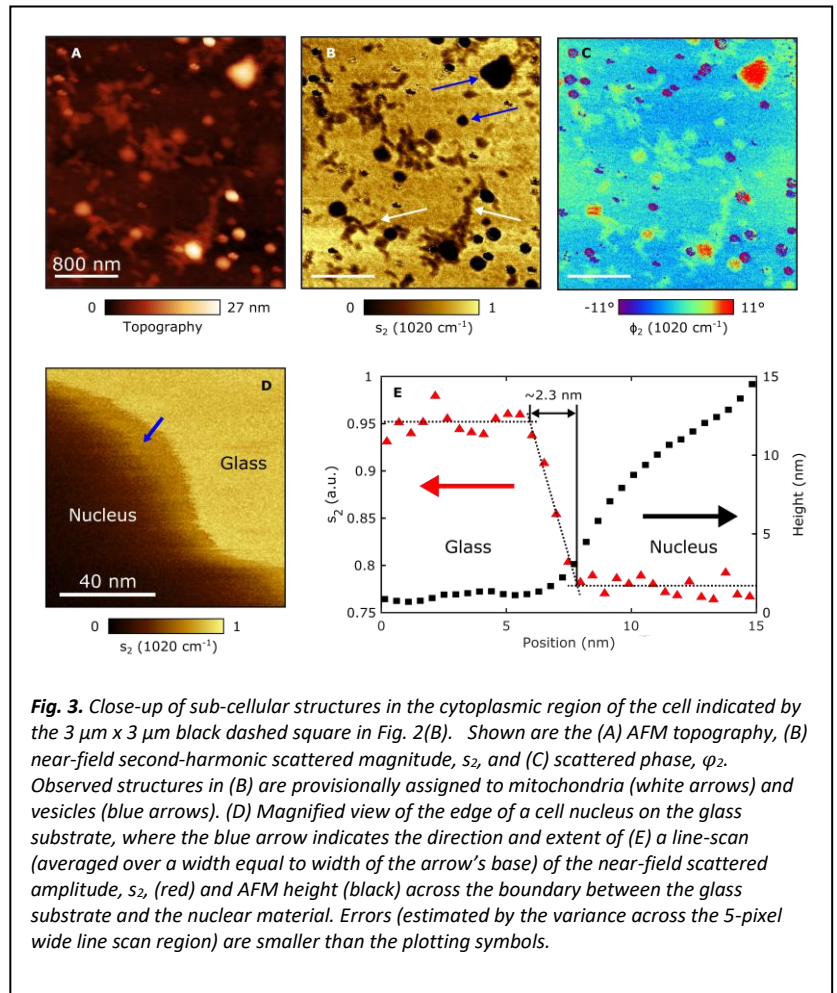 A
B
C
800 nm
0 27 nm
Topography
0 1
s₂ (1020 cm⁻¹)
-11° 11°
ϕ₂ (1020 cm⁻¹)
D
Glass
Nucleus
40 nm
0 1
s₂ (1020 cm⁻¹)
E
~2.3 nm
1
0.95
0.9
0.85
0.8
0.75
s₂ (a.u.)
Glass
Nucleus
15
10
5
0
Height (nm)
0 5 10 15
Position (nm)
Fig. 3. Close-up of sub-cellular structures in the cytoplasmic region of the cell indicated by
the 3 μm x 3 μm black dashed square in Fig. 2(B). Shown are the (A) AFM topography, (B)
near-field second-harmonic scattered magnitude, s₂, and (C) scattered phase, φ₂.
Observed structures in (B) are provisionally assigned to mitochondria (white arrows) and
vesicles (blue arrows). (D) Magnified view of the edge of a cell nucleus on the glass
substrate, where the blue arrow indicates the direction and extent of (E) a line-scan
(averaged over a width equal to width of the arrow's base) of the near-field scattered
amplitude, s₂, (red) and AFM height (black) across the boundary between the glass
substrate and the nuclear material. Errors (estimated by the variance across the 5-pixel
wide line scan region) are smaller than the plotting symbols.